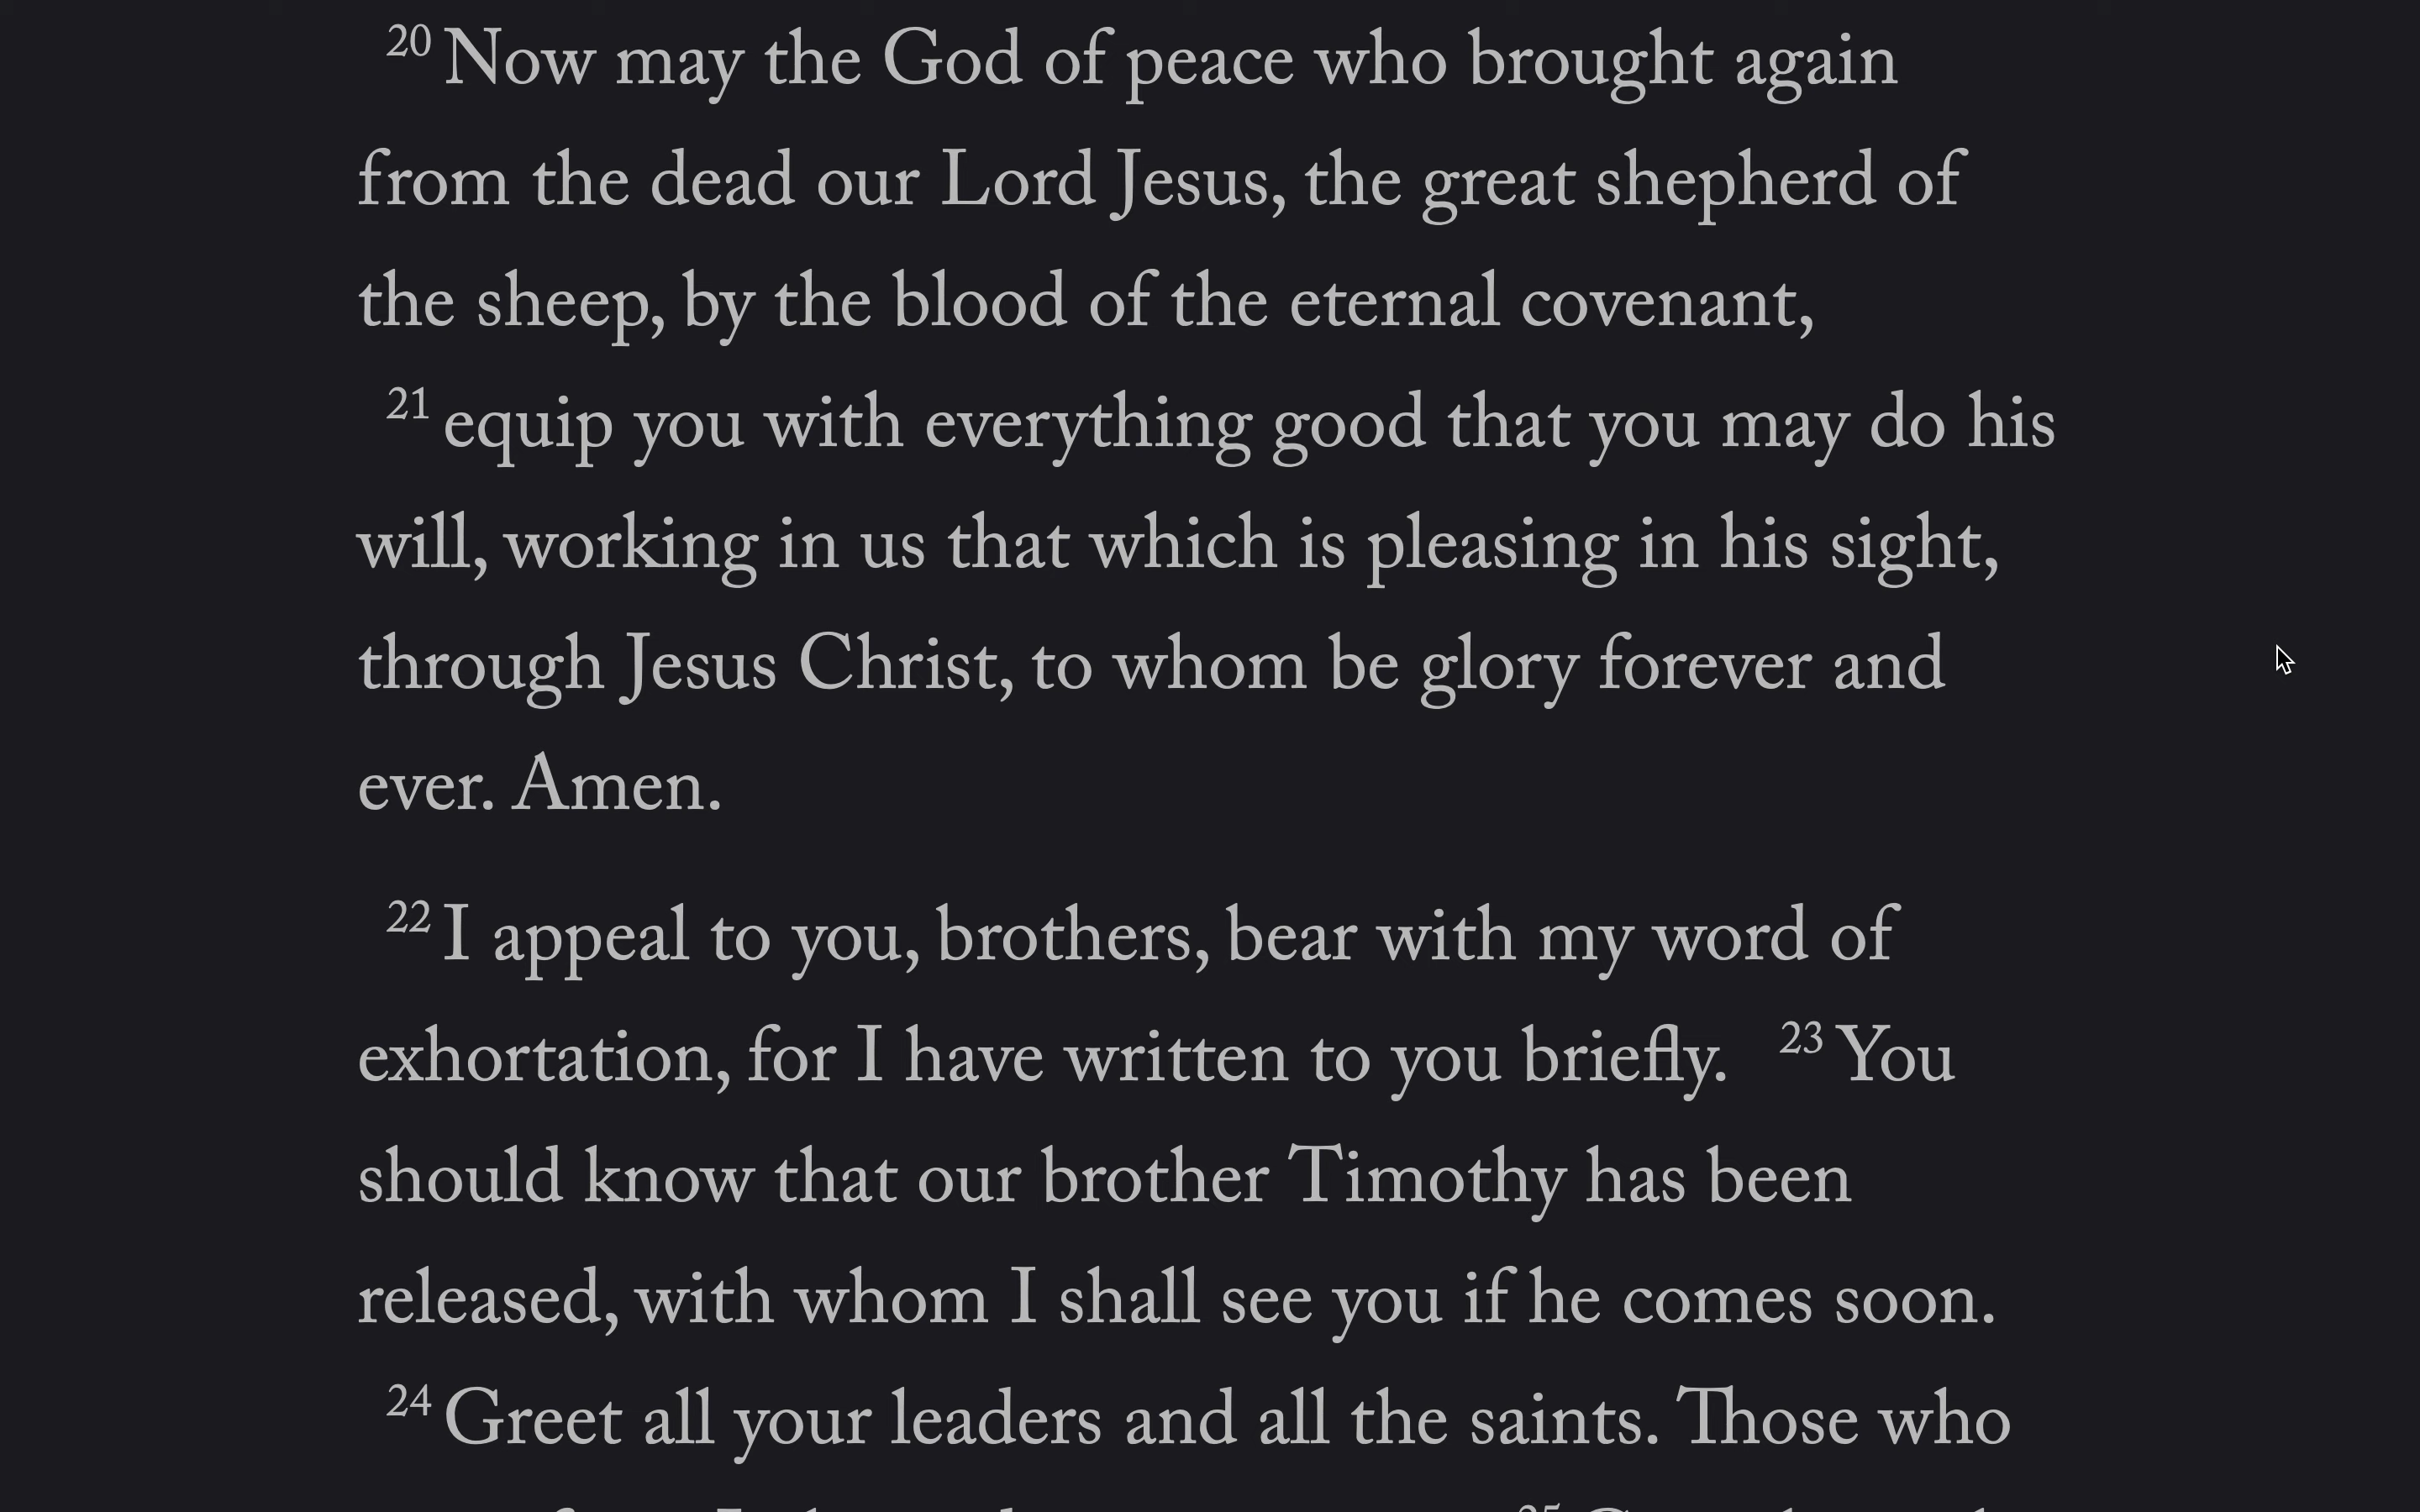 20 Now may the God of peace who brought again
from the dead our Lord Jesus, the great shepherd of
the sheep, by the blood of the eternal covenant,
21 equip you with everything good that you may do his
will, working in us that which is pleasing in his sight,
through Jesus Christ, to whom be glory forever and
ever. Amen.
22 I appeal to you, brothers, bear with my word of
exhortation, for I have written to you briefly. 23 You
should know that our brother Timothy has been
released, with whom I shall see you if he comes soon.
24 Greet all your leaders and all the saints. Those who